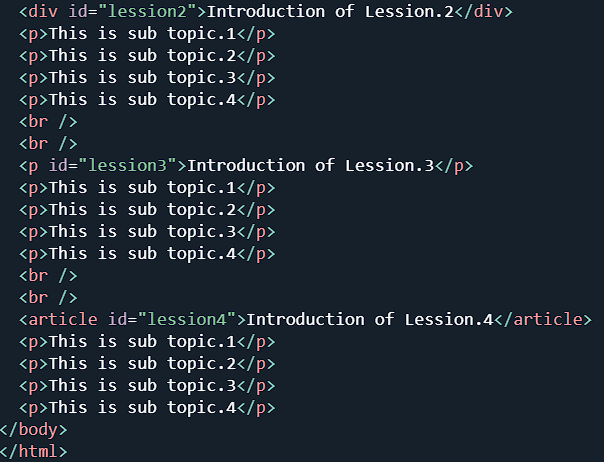 <div id="lession2">Introduction of Lession.2</div>
<p>This is sub topic.1</p>
<p>This is sub topic.2</p>
<p>This is sub topic.3</p>
<p>This is sub topic.4</p>
<br />
<br />
<p id="lession3">Introduction of Lession.3</p>
<p>This is sub topic.1</p>
<p>This is sub topic.2</p>
<p>This is sub topic.3</p>
<p>This is sub topic.4</p>
<br />
<br />
<article id="lession4">Introduction of Lession.4</article>
<p>This is sub topic.1</p>
<p>This is sub topic.2</p>
<p>This is sub topic.3</p>
<p>This is sub topic.4</p>
</body>
</html>